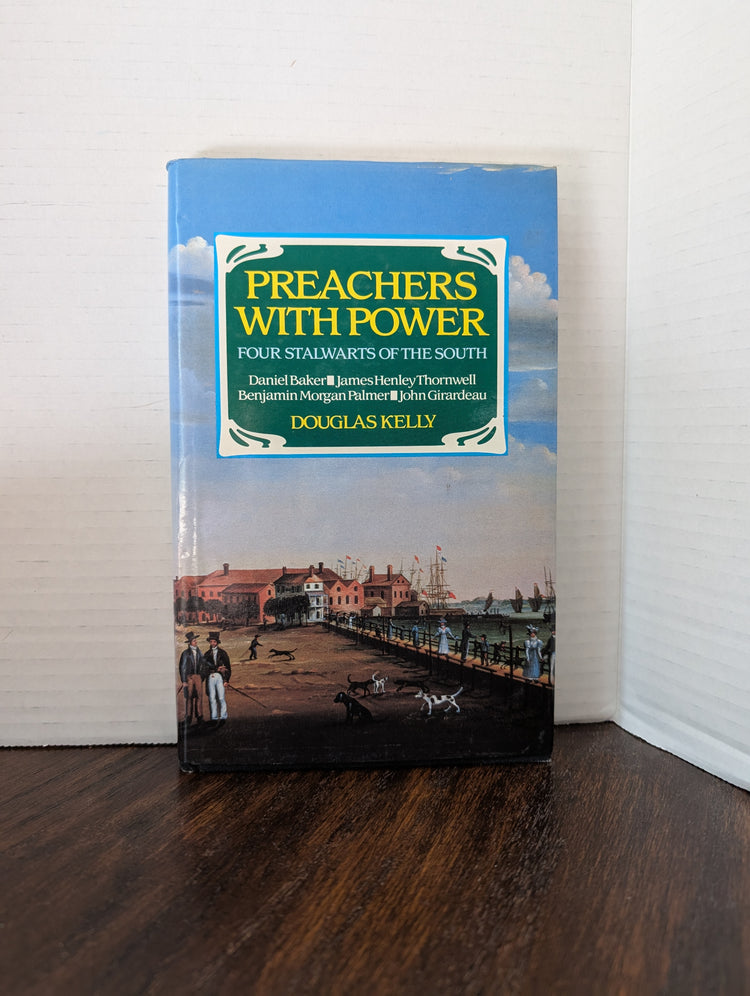 PREACHERS
WITH POWER
FOUR STALWARTS OF THE SOUTH
Daniel Baker ■ James Henley Thornwell
Benjamin Morgan Palmer ■ John Girardeau
DOUGLAS KELLY